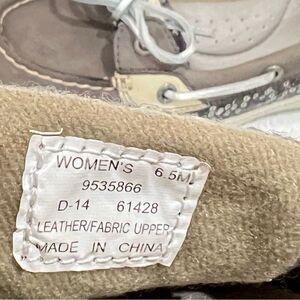 WOMEN'S 6.5M
9535866
D-14 61428
LEATHER/FABRIC UPPER
MADE IN CHINA